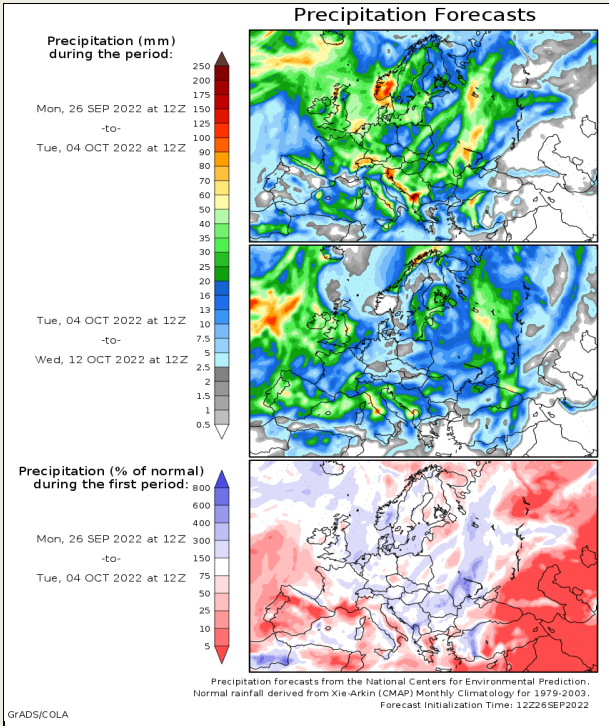 Precipitation Forecasts
Precipitation (mm)
during the period:
Mon, 26 SEP 2022 at 12Z
-to-
Tue, 04 OCT 2022 at 12Z
250
200
175
150
125
100
90
80
70
60
50
40
35
30
25
20
16
13
10
7.5
5
2.5
2
1.5
1
0.5
Tue, 04 OCT 2022 at 12Z
-to-
Wed, 12 OCT 2022 at 12Z
Precipitation (% of normal)
during the first period:
Mon, 26 SEP 2022 at 12Z
-to-
Tue, 04 OCT 2022 at 12Z
800
600
400
300
150
75
50
25
10
5
Precipitation forecasts from the National Centers for Environmental Prediction.
Normal rainfall derived from Xie-Arkin (CMAP) Monthly Climatology for 1979-2003.
Forecast Initialization Time: 12Z26SEP2022
GrADS/COLA